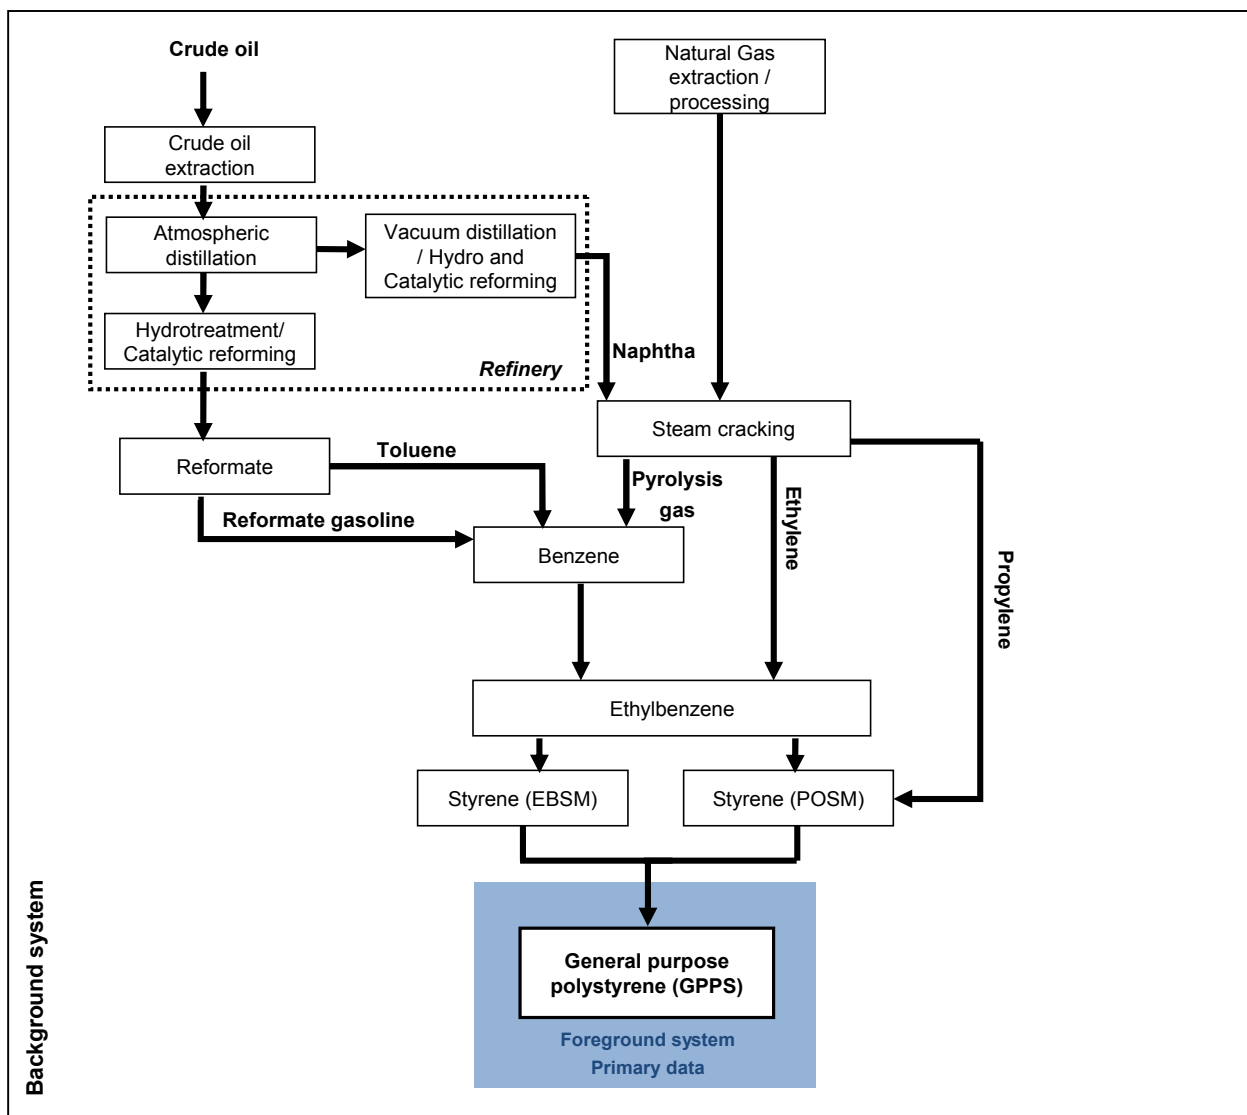 Crude oil
Natural Gas
extraction /
processing
Crude oil
extraction
Atmospheric
distillation
Vacuum distillation
/ Hydro and
Catalytic reforming
Hydrotreatment/
Catalytic reforming
Refinery
Naphtha
Steam cracking
Reformate
Toluene
Pyrolysis
gas
Ethylene
Propylene
Reformate gasoline
Benzene
Ethylbenzene
Styrene (EBSM)
Styrene (POSM)
General purpose
polystyrene (GPPS)
Foreground system
Primary data
Background system